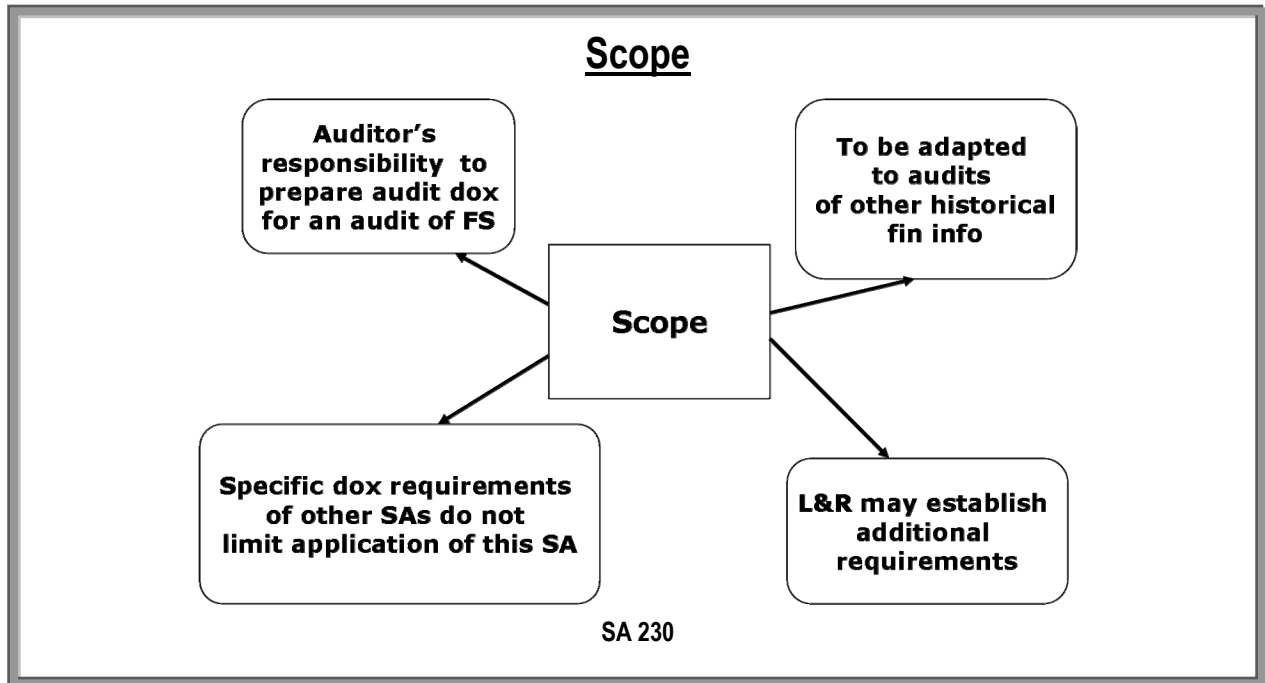 Scope
Auditor’s
responsibility to
prepare audit dox
for an audit of FS
To be adapted
to audits
of other historical
fin info
Scope
Specific dox requirements
of other SAs do not
limit application of this SA
L&R may establish
additional
requirements
SA 230